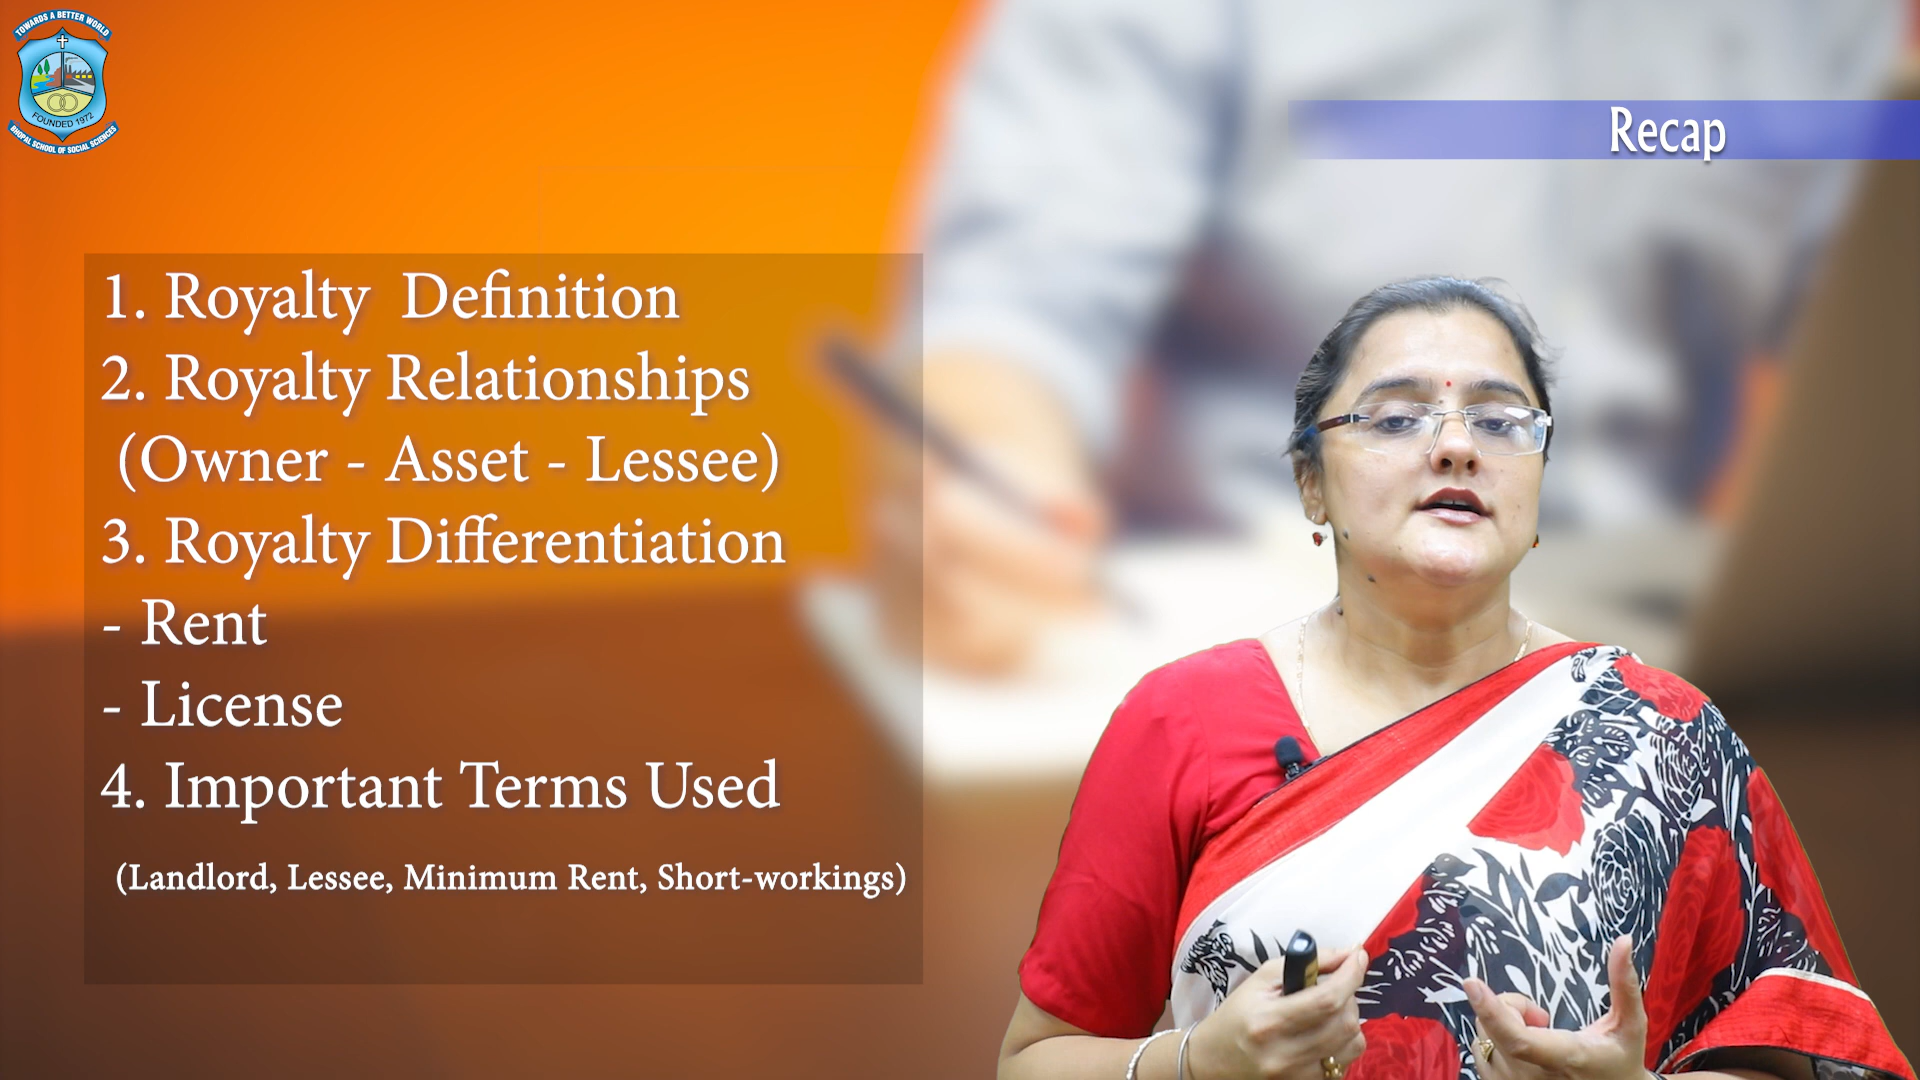 TOWARDS A BETTER WORLD
FOUNDED 1972
BHOPAL SCHOOL OF SOCIAL SCIENCES
Recap
1. Royalty Definition
2. Royalty Relationships
(Owner - Asset - Lessee)
3. Royalty Differentiation
- Rent
- License
4. Important Terms Used
(Landlord, Lessee, Minimum Rent, Short-workings)